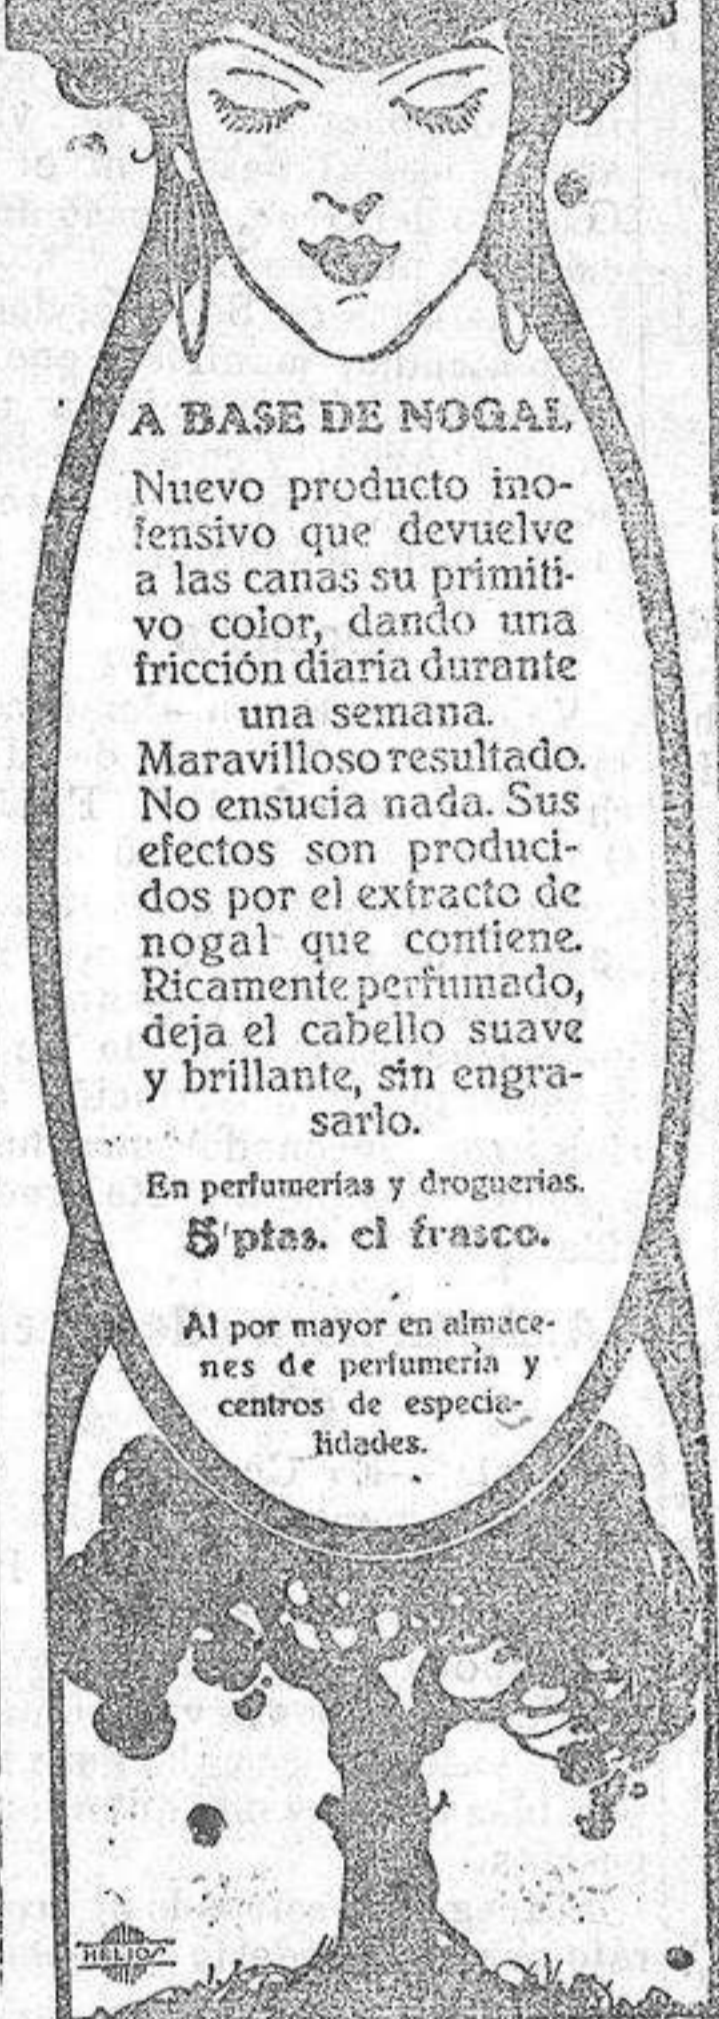 A BASE DE NOGAL
Nuevo producto ino-
fensivo que devuelve
a las canas su primiti-
vo color, dando una
fricción diaria durante
una semana.
Maravilloso resultado.
No ensucia nada. Sus
efectos son produci-
dos por el extracto de
nogal que contiene.
Ricamente perfumado,
deja el cabello suave
y brillante, sin engra-
sarlo.
En perfumerías y droguerias.
5 ptas. el frasco.
Al por mayor en almace-
nes de perfumeria y
centros de especia-
lidades.
HELIOS